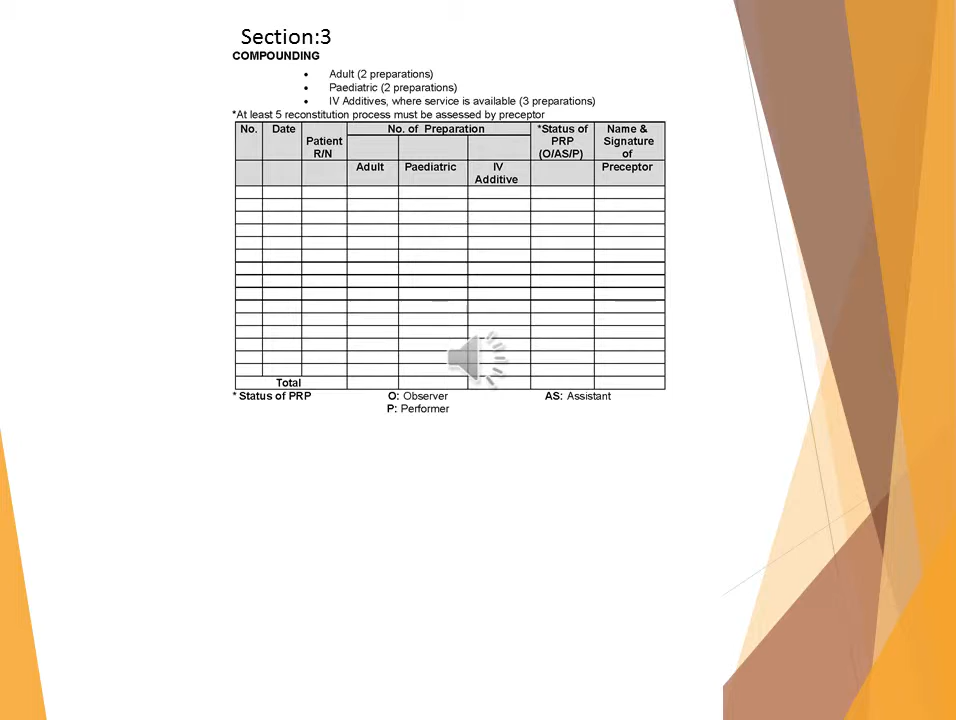 Section:3
COMPOUNDING
• Adult (2 preparations)
• Paediatric (2 preparations)
• IV Additives, where service is available (3 preparations)
*At least 5 reconstitution process must be assessed by preceptor
No. Date Patient R/N No. of Preparation *Status of PRP (O/AS/P) Name & Signature of Preceptor
Adult Paediatric IV Additive
Total
* Status of PRP O: Observer AS: Assistant
P: Performer